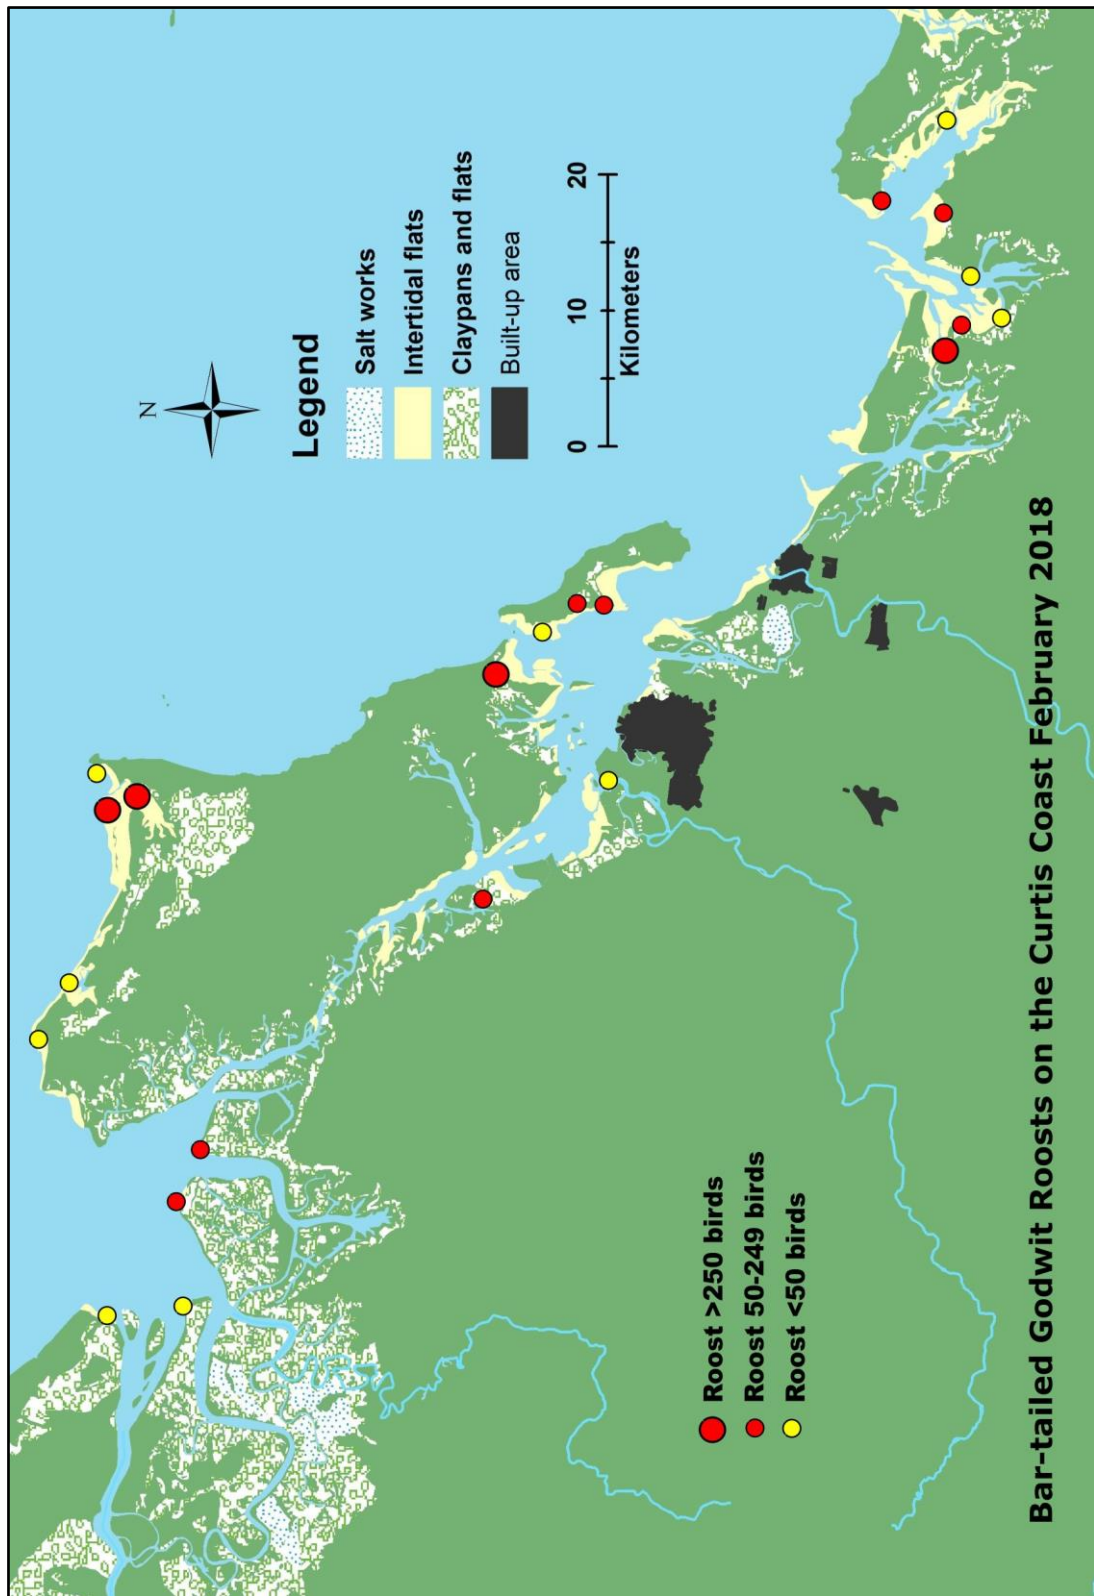 N
Legend
Salt works
Intertidal flats
Claypans and flats
Built-up area
0 10 20
Kilometers
Roost >250 birds
Roost 50-249 birds
Roost <50 birds
Bar-tailed Godwit Roosts on the Curtis Coast February 2018